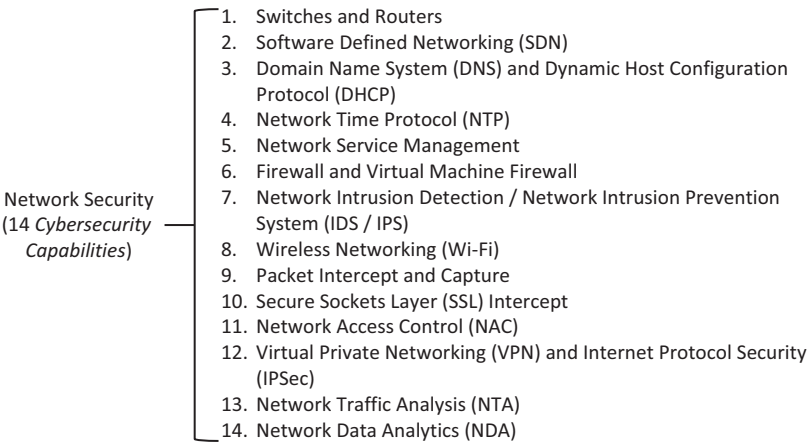 Network Security
(14 Cybersecurity
Capabilities)
1. Switches and Routers
2. Software Defined Networking (SDN)
3. Domain Name System (DNS) and Dynamic Host Configuration
Protocol (DHCP)
4. Network Time Protocol (NTP)
5. Network Service Management
6. Firewall and Virtual Machine Firewall
7. Network Intrusion Detection / Network Intrusion Prevention
System (IDS / IPS)
8. Wireless Networking (Wi-Fi)
9. Packet Intercept and Capture
10. Secure Sockets Layer (SSL) Intercept
11. Network Access Control (NAC)
12. Virtual Private Networking (VPN) and Internet Protocol Security
(IPSec)
13. Network Traffic Analysis (NTA)
14. Network Data Analytics (NDA)